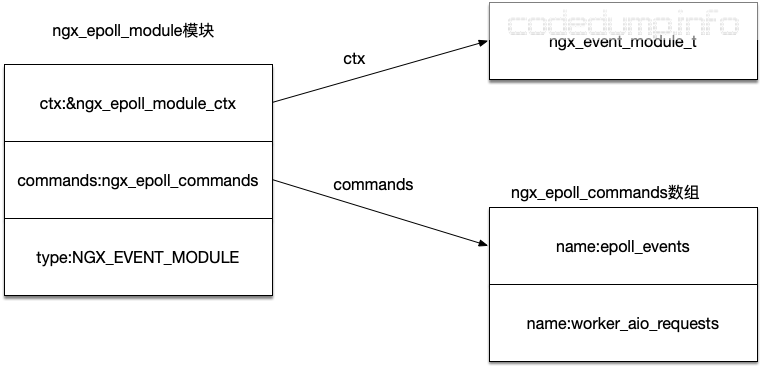 ngx_epoll_module模块
codedump.info
ctx
ngx_event_module_t
ctx:&ngx_epoll_module_ctx
commands:ngx_epoll_commands
commands
ngx_epoll_commands数组
name:epoll_events
type:NGX_EVENT_MODULE
name:worker_aio_requests